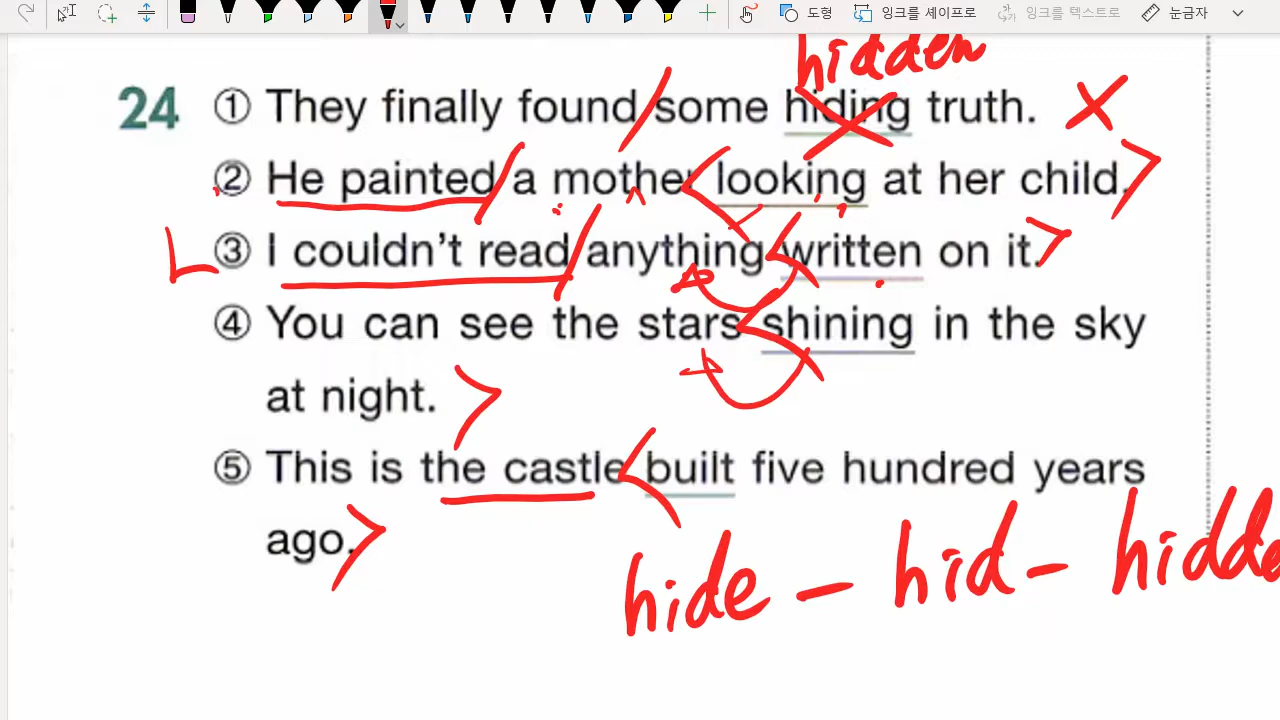 도형 잉크를 셰이프로 잉크를 텍스트로 눈금자
hidden
24 ① They finally found some hiding truth. X
② He painted a mother looking at her child.
③ I couldn't read anything written on it.
④ You can see the stars shining in the sky
at night.
⑤ This is the castle built five hundred years
ago.
hide - hid - hidde